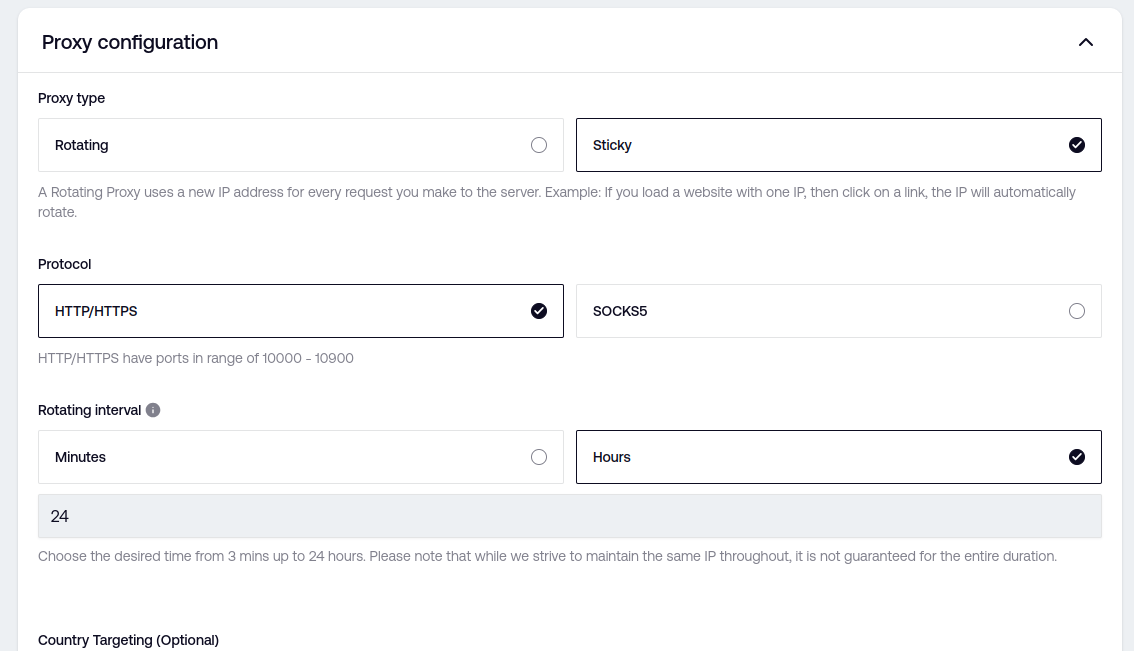 Proxy configuration
Proxy type
Rotating
Sticky
A Rotating Proxy uses a new IP address for every request you make to the server. Example: If you load a website with one IP, then click on a link, the IP will automatically
rotate.
Protocol
HTTP/HTTPS
SOCKS5
HTTP/HTTPS have ports in range of 10000 - 10900
Rotating interval
Minutes
Hours
24
Choose the desired time from 3 mins up to 24 hours. Please note that while we strive to maintain the same IP throughout, it is not guaranteed for the entire duration.
Country Targeting (Optional)